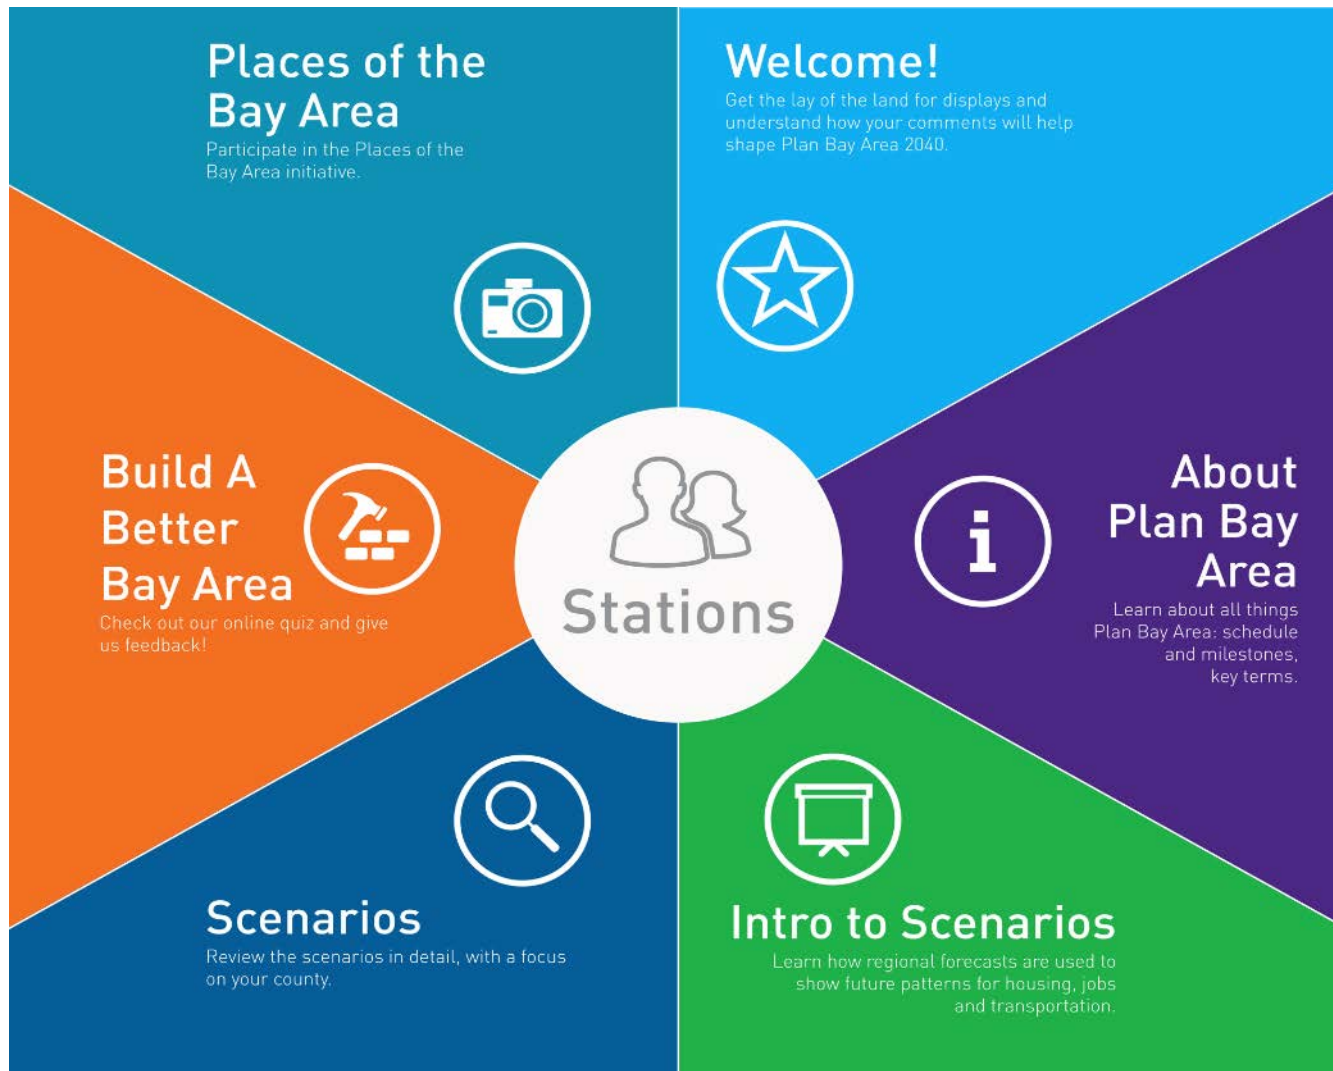 Places of the
Bay Area
Participate in the Places of the
Bay Area initiative.
Welcome!
Get the lay of the land for displays and
understand how your comments will help
shape Plan Bay Area 2040.
Build A
Better
Bay Area
Check out our online quiz and give
us feedback!
Stations
About
Plan Bay
Area
Learn about all things
Plan Bay Area: schedule
and milestones,
key terms.
Scenarios
Review the scenarios in detail, with a focus
on your county.
Intro to Scenarios
Learn how regional forecasts are used to
show future patterns for housing, jobs
and transportation.